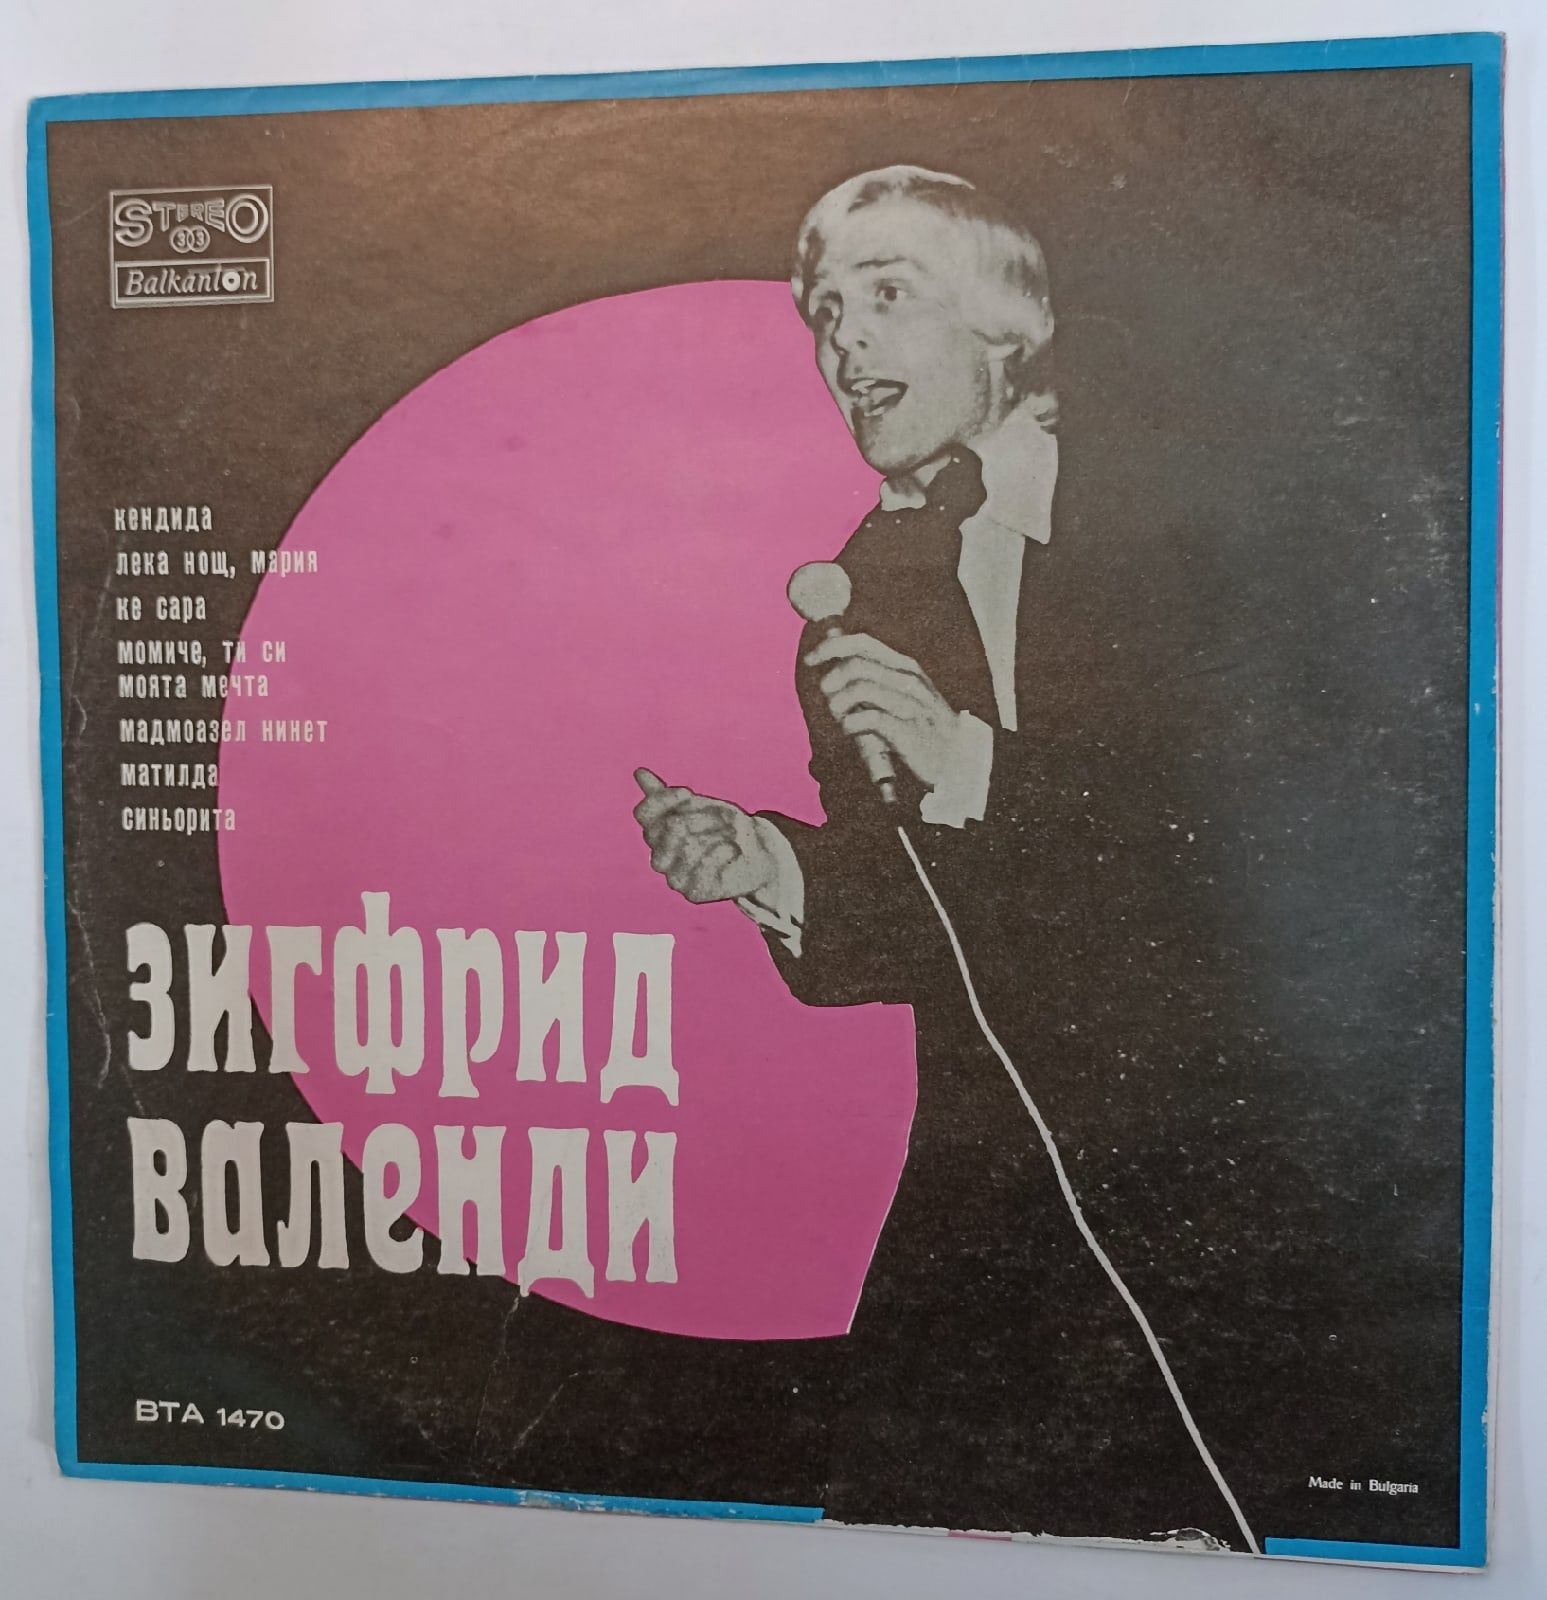 STEREO
33
Balkanton
кендида
лека нощ, мария
ке сара
момиче, ти си
моята мечта
мадмоазел нинет
матилда
синьорита
зигфрид
валенди
ВТА 1470
Made in Bulgaria